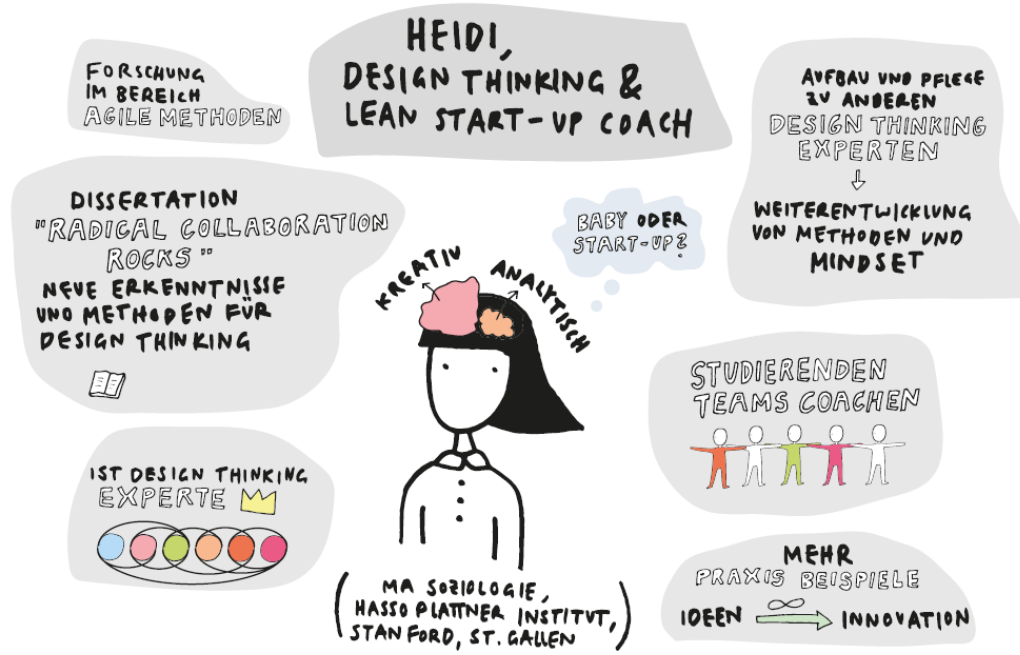 HEIDI,
DESIGN THINKING &
LEAN START-UP COACH
FORSCHUNG
IM BEREICH
AGILE METHODEN
DISSERTATION
"RADICAL COLLABORATION
ROCKS"
NEUE ERKENNTNISSE
UND METHODEN FÜR
DESIGN THINKING
IST DESIGN THINKING
EXPERTE
KREATIV
ANALYTISCH
BABY ODER
START-UP?
(MA SOZIOLOGIE,
HASSO PLATTNER INSTITUT,
STANFORD, ST. GALLEN)
AUFBAU UND PFLEGE
ZU ANDEREN
DESIGN THINKING
EXPERTEN
↓
WEITERENTWICKLUNG
VON METHODEN UND
MINDSET
STUDIERENDEN
TEAMS COACHEN
MEHR
PRAXIS BEISPIELE
IDEEN ∞ → INNOVATION